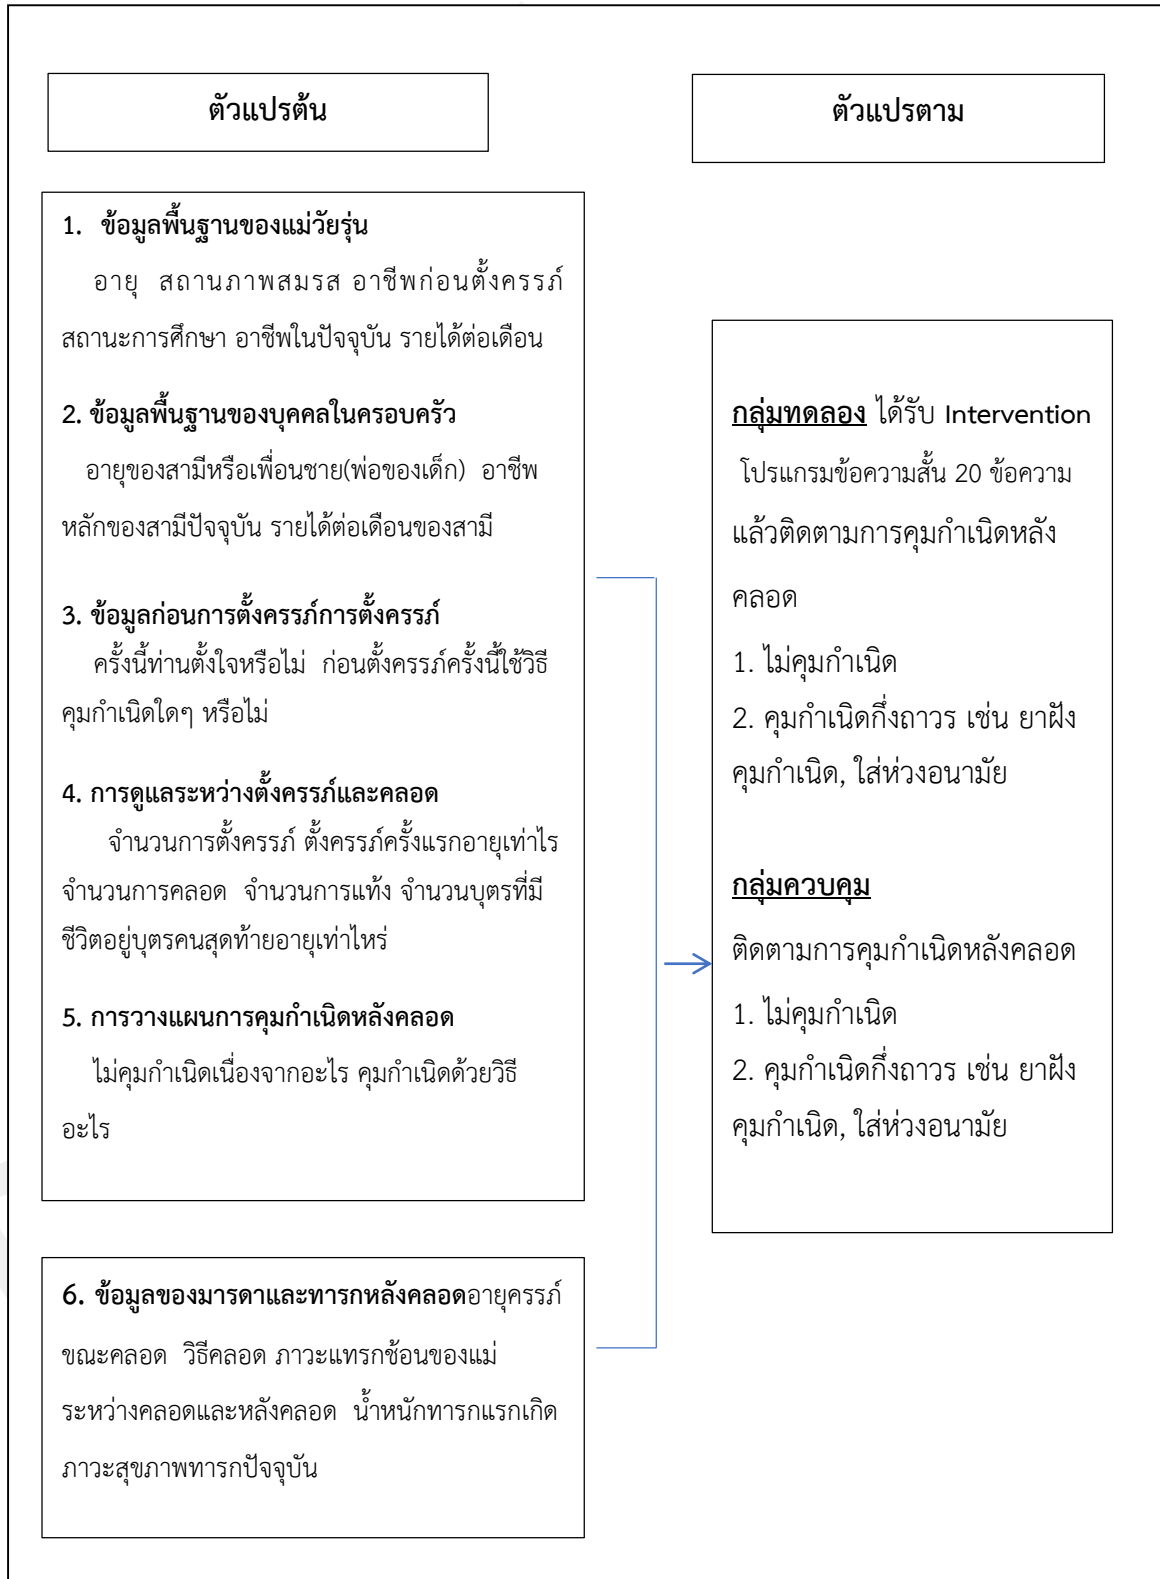 ตัวแปรต้น
ตัวแปรตาม
1. ข้อมูลพื้นฐานของแม่วัยรุ่น
อายุ สถานภาพสมรส อาชีพก่อนตั้งครรภ์
สถานะการศึกษา อาชีพในปัจจุบัน รายได้ต่อเดือน
2. ข้อมูลพื้นฐานของบุคคลในครอบครัว
อายุของสามีหรือเพื่อนชาย(พ่อของเด็ก) อาชีพ
หลักของสามีปัจจุบัน รายได้ต่อเดือนของสามี
3. ข้อมูลก่อนการตั้งครรภ์การตั้งครรภ์
ครั้งนี้ท่านตั้งใจหรือไม่ ก่อนตั้งครรภ์ครั้งนี้ใช้วิธี
คุมกำเนิดใดๆ หรือไม่
4. การดูแลระหว่างตั้งครรภ์และคลอด
จำนวนการตั้งครรภ์ ตั้งครรภ์ครั้งแรกอายุเท่าไร
จำนวนการคลอด จำนวนการแท้ง จำนวนบุตรที่มี
ชีวิตอยู่บุตรคนสุดท้ายอายุเท่าไหร่
5. การวางแผนการคุมกำเนิดหลังคลอด
ไม่คุมกำเนิดเนื่องจากอะไร คุมกำเนิดด้วยวิธี
อะไร
6. ข้อมูลของมารดาและทารกหลังคลอดอายุครรภ์
ขณะคลอด วิธีคลอด ภาวะแทรกซ้อนของแม่
ระหว่างคลอดและหลังคลอด น้ำหนักทารกแรกเกิด
ภาวะสุขภาพทารกปัจจุบัน
กลุ่มทดลอง ได้รับ Intervention
โปรแกรมข้อความสั้น 20 ข้อความ
แล้วติดตามการคุมกำเนิดหลัง
คลอด
1. ไม่คุมกำเนิด
2. คุมกำเนิดกึ่งถาวร เช่น ยาฝัง
คุมกำเนิด, ใส่ห่วงอนามัย
กลุ่มควบคุม
ติดตามการคุมกำเนิดหลังคลอด
1. ไม่คุมกำเนิด
2. คุมกำเนิดกึ่งถาวร เช่น ยาฝัง
คุมกำเนิด, ใส่ห่วงอนามัย